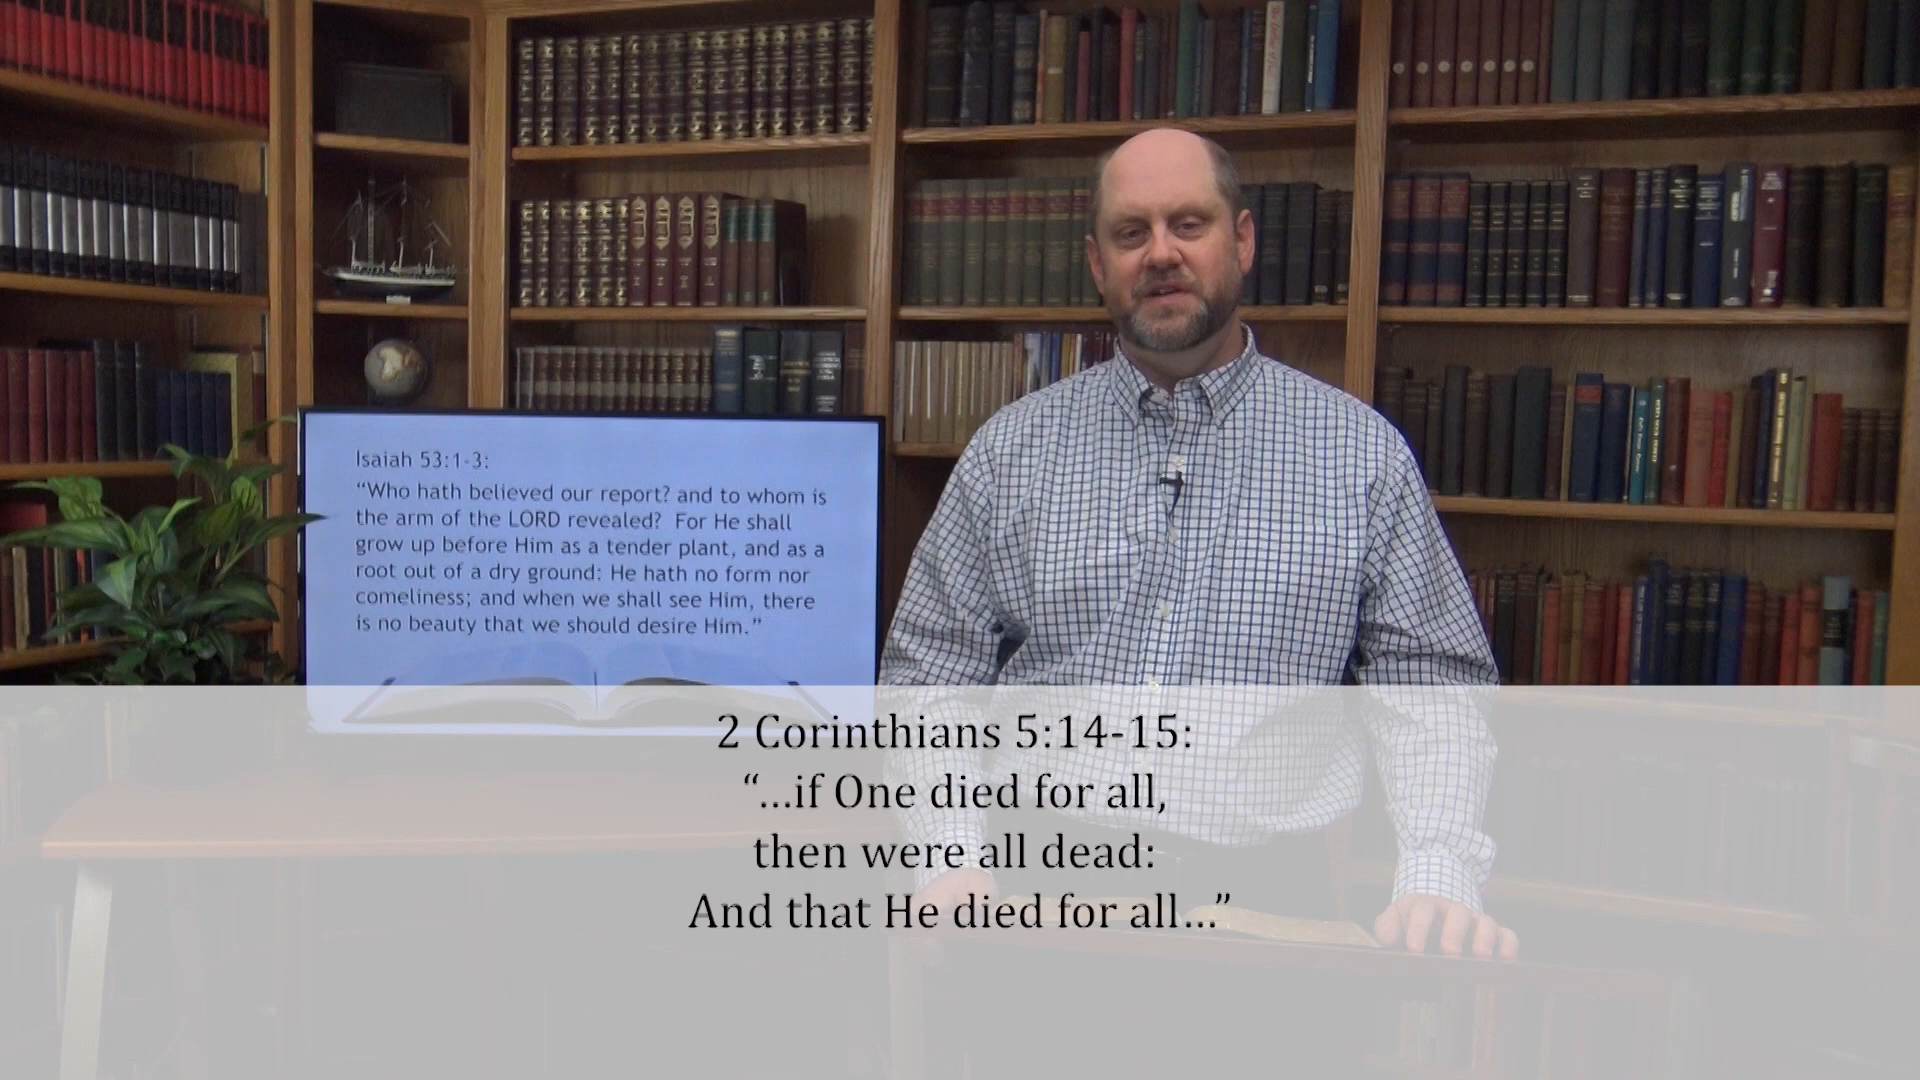 Isaiah 53:1-3:
“Who hath believed our report? and to whom is
the arm of the LORD revealed? For He shall
grow up before Him as a tender plant, and as a
root out of a dry ground: He hath no form nor
comeliness; and when we shall see Him, there
is no beauty that we should desire Him.”
2 Corinthians 5:14-15:
“...if One died for all,
then were all dead:
And that He died for all...”